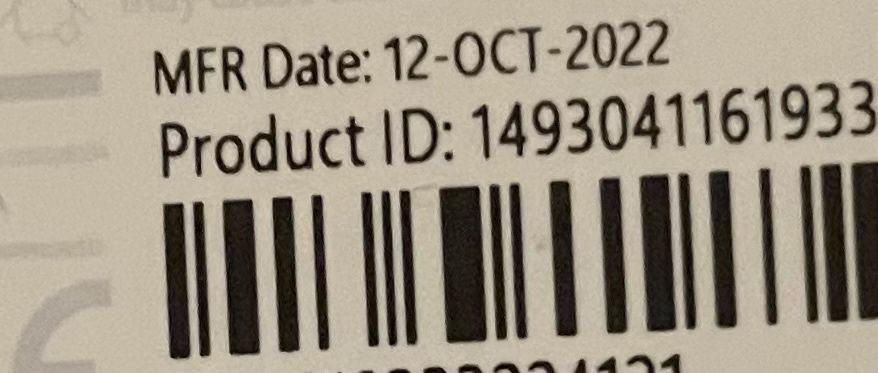 MFR Date: 12-OCT-2022
Product ID: 1493041161933